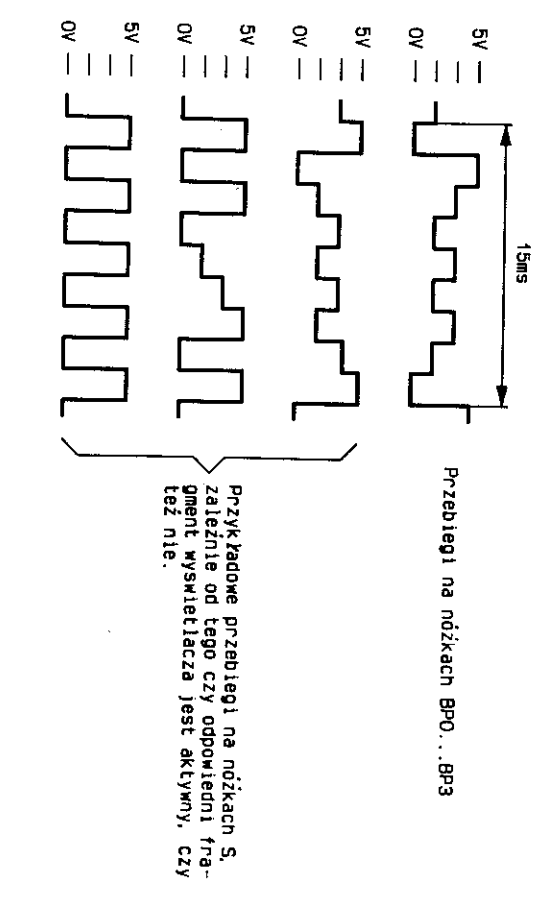 15ms
5V
0V
Przebiegi na nóżkach BP0...BP3
5V
0V
5V
0V
5V
0V
Przykładowe przebiegi na nóżkach S,
zależnie od tego czy odpowiedni fra-
gment wyswietlacza jest aktywny, czy
też nie.